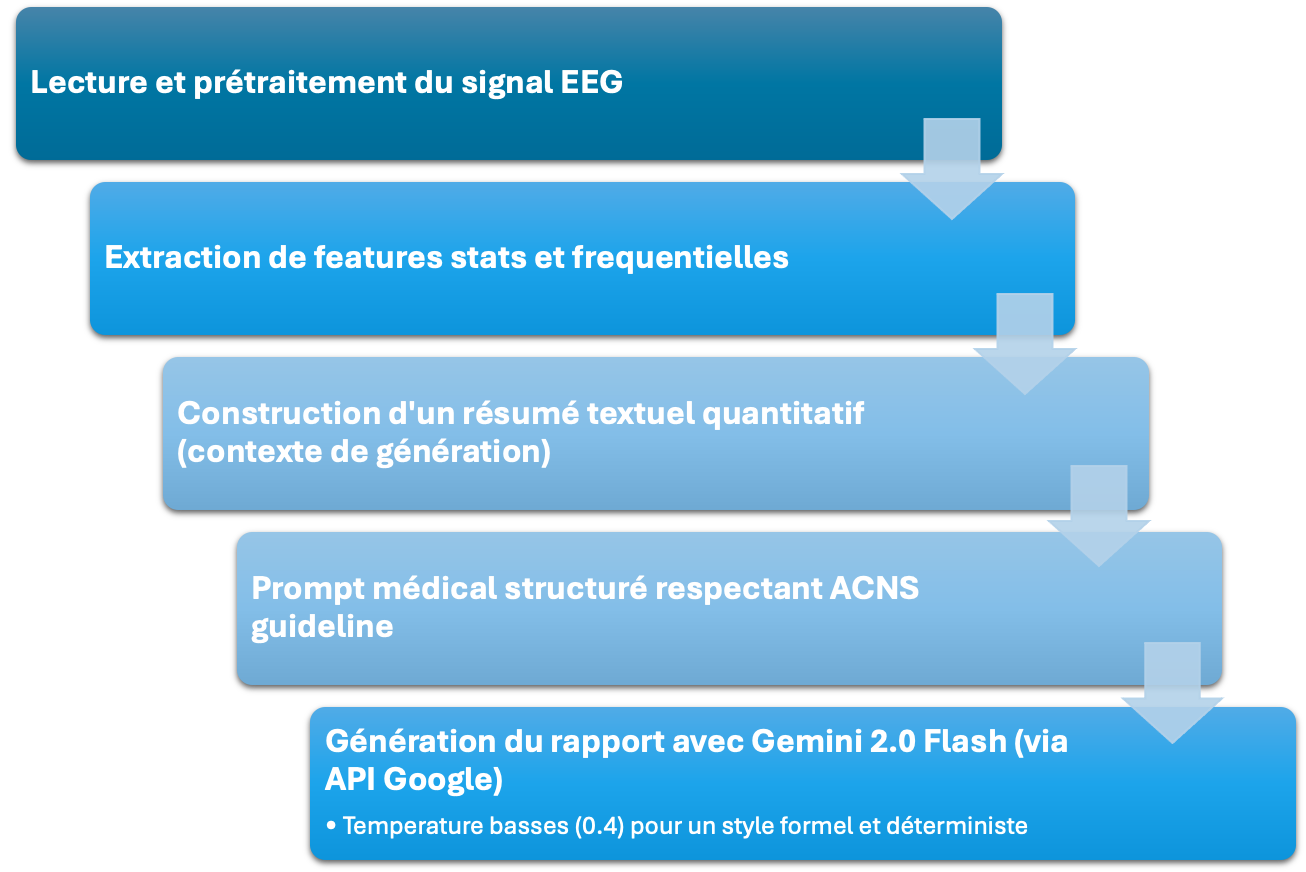 Lecture et prétraitement du signal EEG
Extraction de features stats et frequentielles
Construction d'un résumé textuel quantitatif
(contexte de génération)
Prompt médical structuré respectant ACNS
guideline
Génération du rapport avec Gemini 2.0 Flash (via
API Google)
• Temperature basses (0.4) pour un style formel et déterministe